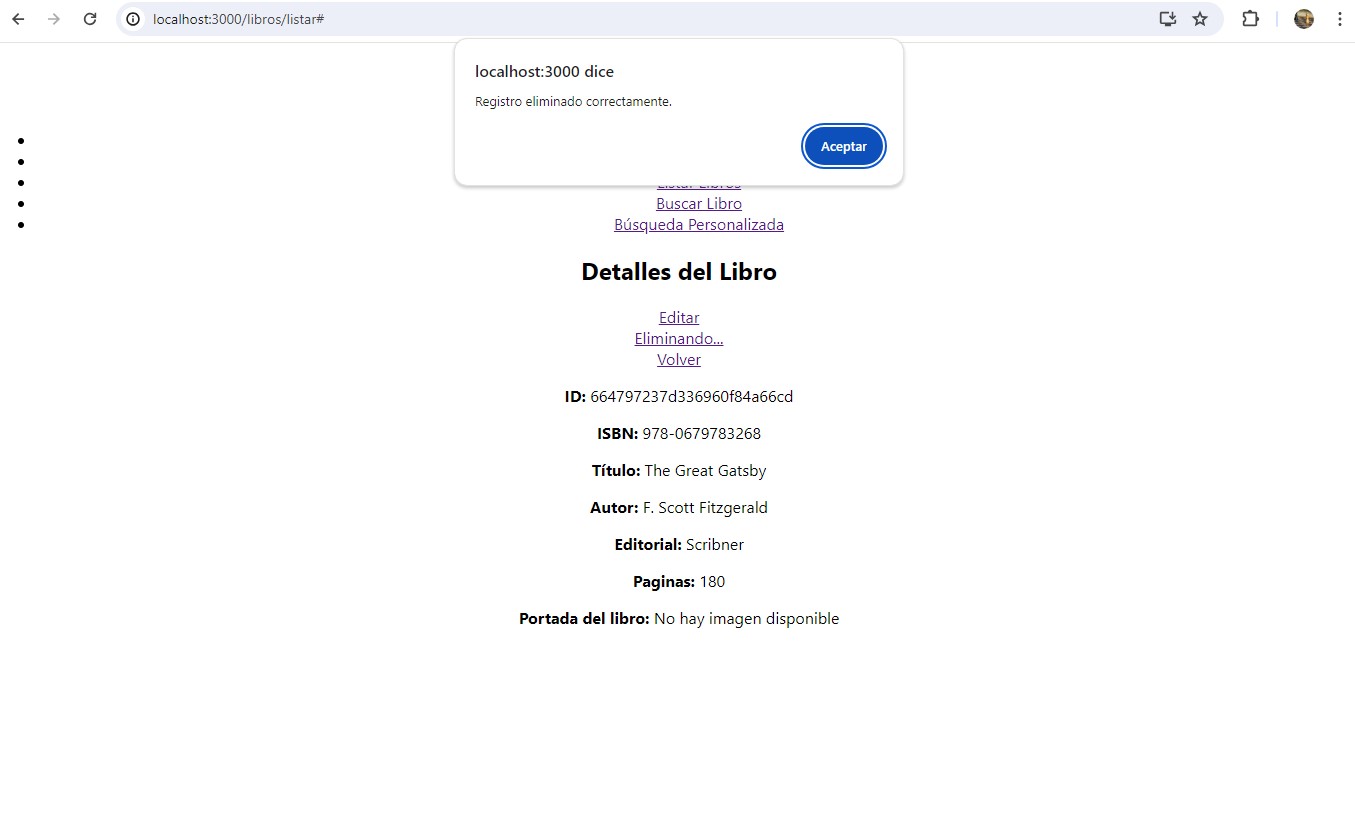 localhost:3000/libros/listar#
localhost:3000 dice
Registro eliminado correctamente.
Aceptar
Listar Libros
Buscar Libro
Búsqueda Personalizada
Detalles del Libro
Editar
Eliminando...
Volver
ID: 664797237d336960f84a66cd
ISBN: 978-0679783268
Título: The Great Gatsby
Autor: F. Scott Fitzgerald
Editorial: Scribner
Paginas: 180
Portada del libro: No hay imagen disponible